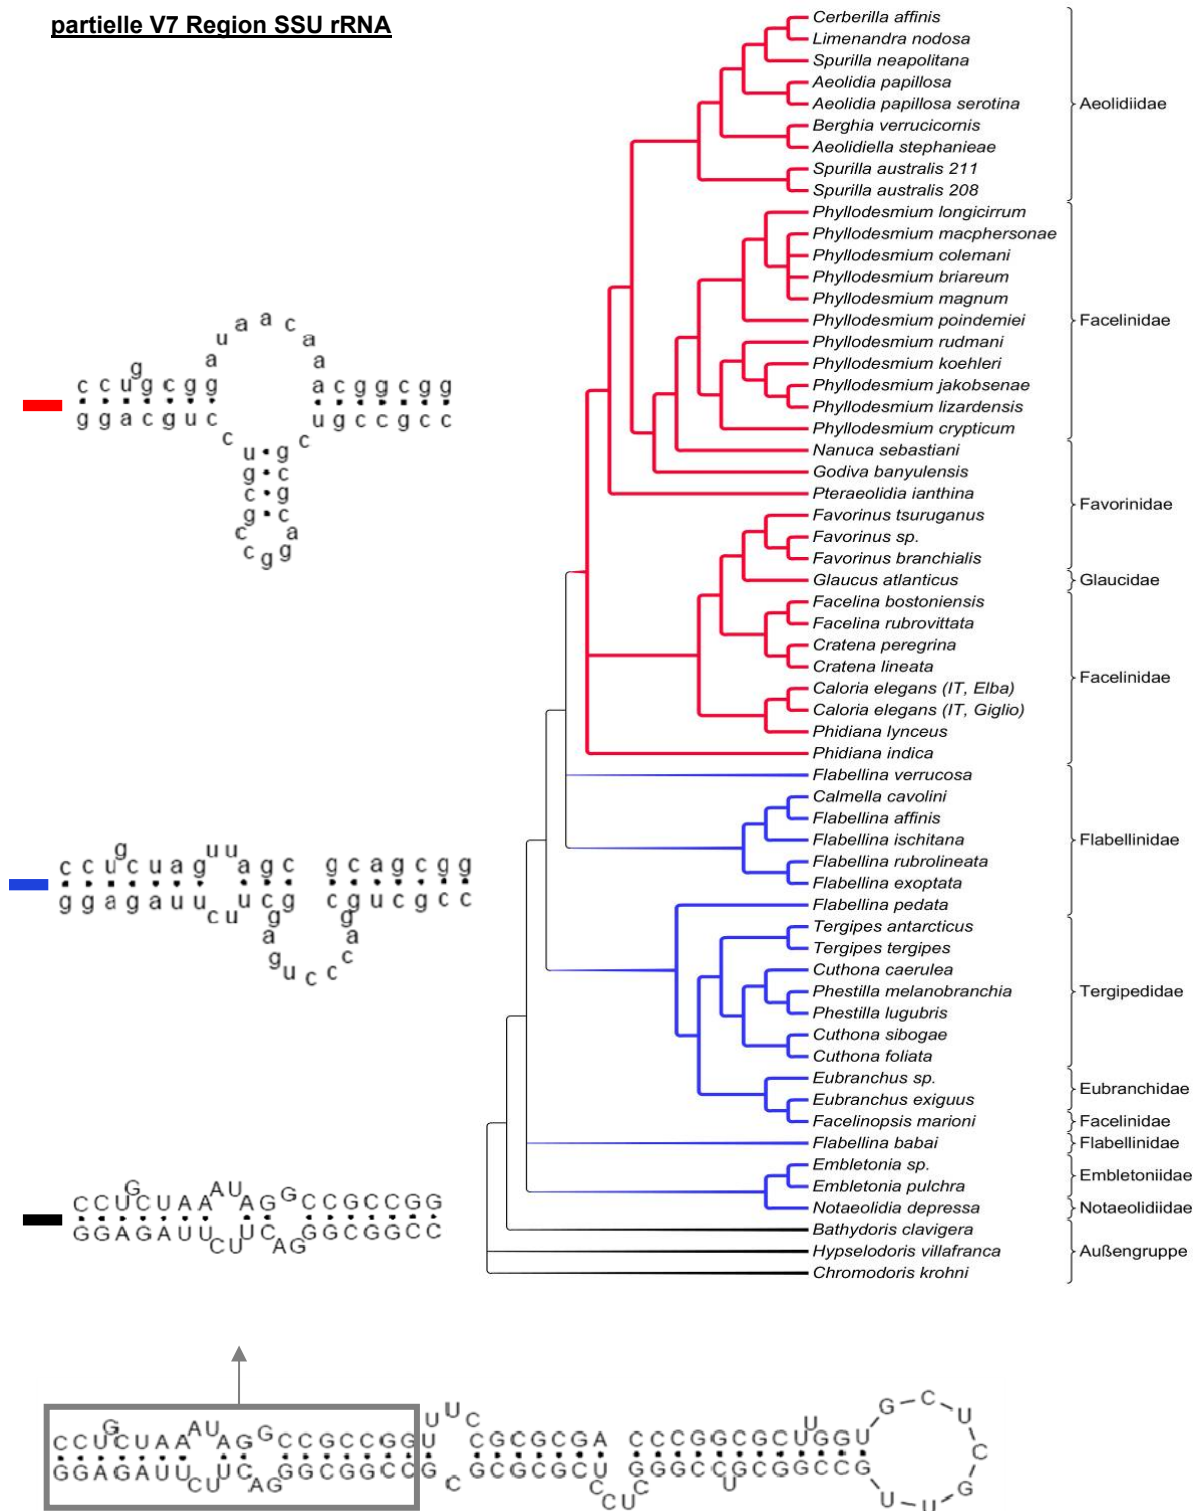 partielle V7 Region SSU rRNA
Cerberilla affinis
Limenandra nodosa
Spurilla neapolitana
Aeolidia papillosa
Aeolidia papillosa serotina
Berghia verrucicornis
Aeolidiella stephanieae
Spurilla australis 211
Spurilla australis 208
Aeolidiidae
Phyllodesmium longicirrum
Phyllodesmium macphersonae
Phyllodesmium colemani
Phyllodesmium briareum
Phyllodesmium magnum
Phyllodesmium poindemiei
Phyllodesmium rudmani
Phyllodesmium koehleri
Phyllodesmium jakobsenae
Phyllodesmium lizardensis
Phyllodesmium crypticum
Facelinidae
Nanuca sebastiani
Godiva banyulensis
Pteraeolidia ianthina
Favorinus tsuruganus
Favorinus sp.
Favorinus branchialis
Favorinidae
Glaucus atlanticus
Glaucidae
Facelina bostoniensis
Facelina rubrovittata
Cratena peregrina
Cratena lineata
Caloria elegans (IT, Elba)
Caloria elegans (IT, Giglio)
Phidiana lynceus
Phidiana indica
Facelinidae
Flabellina verrucosa
Calmella cavolini
Flabellina affinis
Flabellina ischitana
Flabellina rubrolineata
Flabellina exoptata
Flabellina pedata
Flabellinidae
Tergipes antarcticus
Tergipes tergipes
Cuthona caerulea
Phestilla melanobranchia
Phestilla lugubris
Cuthona sibogae
Cuthona foliata
Tergipedidae
Eubranchus sp.
Eubranchus exiguus
Eubranchidae
Facelinopsis marioni
Facelinidae
Flabellina babai
Flabellinidae
Embletonia sp.
Embletonia pulchra
Embletoniidae
Notaeolidia depressa
Notaeolidiidae
Bathydoris clavigera
Hypselodoris villafranca
Chromodoris krohni
Außengruppe
c c u g c g g a u a a c a a a c g g c g g
g g a c g u c c u g c g c c g g a c g c g c u g c c g c c
c c u g c u a g u u a g c g c a g c g g
g g a g a u u c u u c g g a g u c c c a g c g u c g c c
C C U G C U A A A U A G G C C G C C G G
G G A G A U U C U U C A G G G C G G C C
C C U G C U A A A U A G G C C G C C G G U U U C C G C G C G A C C C G G C G C U U G G U G C U C G U U
G G A G A U U C U U C A G G G C G G C C G C G C G C G C U C U C G G G C C U G C G G C C G